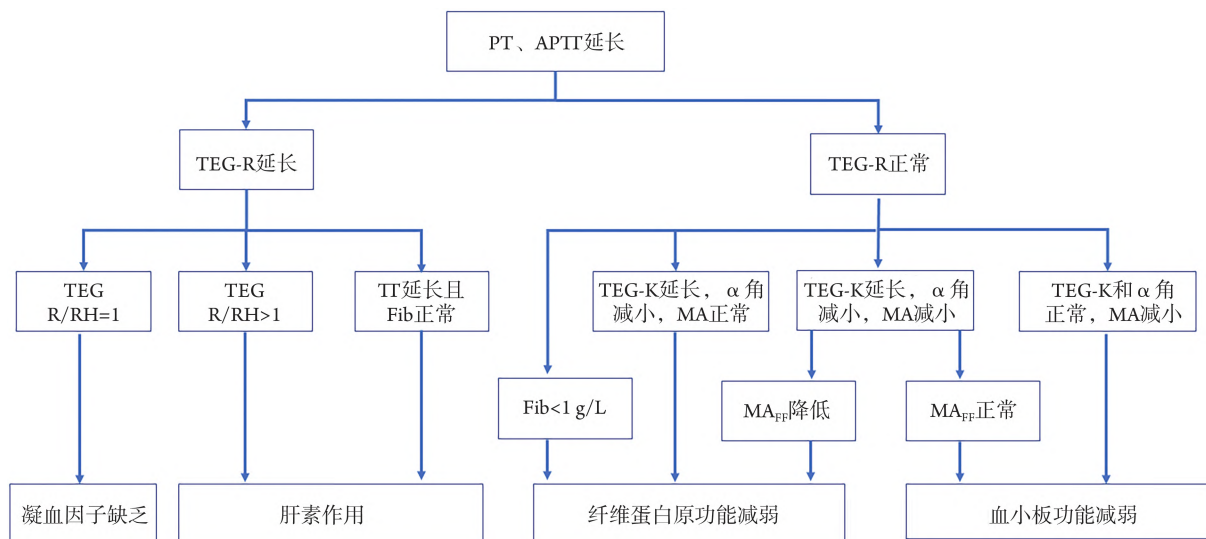 PT、APTT延长
TEG-R延长
TEG-R正常
TEG
R/RH=1
TEG
R/RH>1
TT延长且
Fib正常
TEG-K延长，α角
减小，MA正常
TEG-K延长，α角
减小，MA减小
TEG-K和α角
正常，MA减小
Fib<1 g/L
MAFF降低
MAFF正常
凝血因子缺乏
肝素作用
纤维蛋白原功能减弱
血小板功能减弱